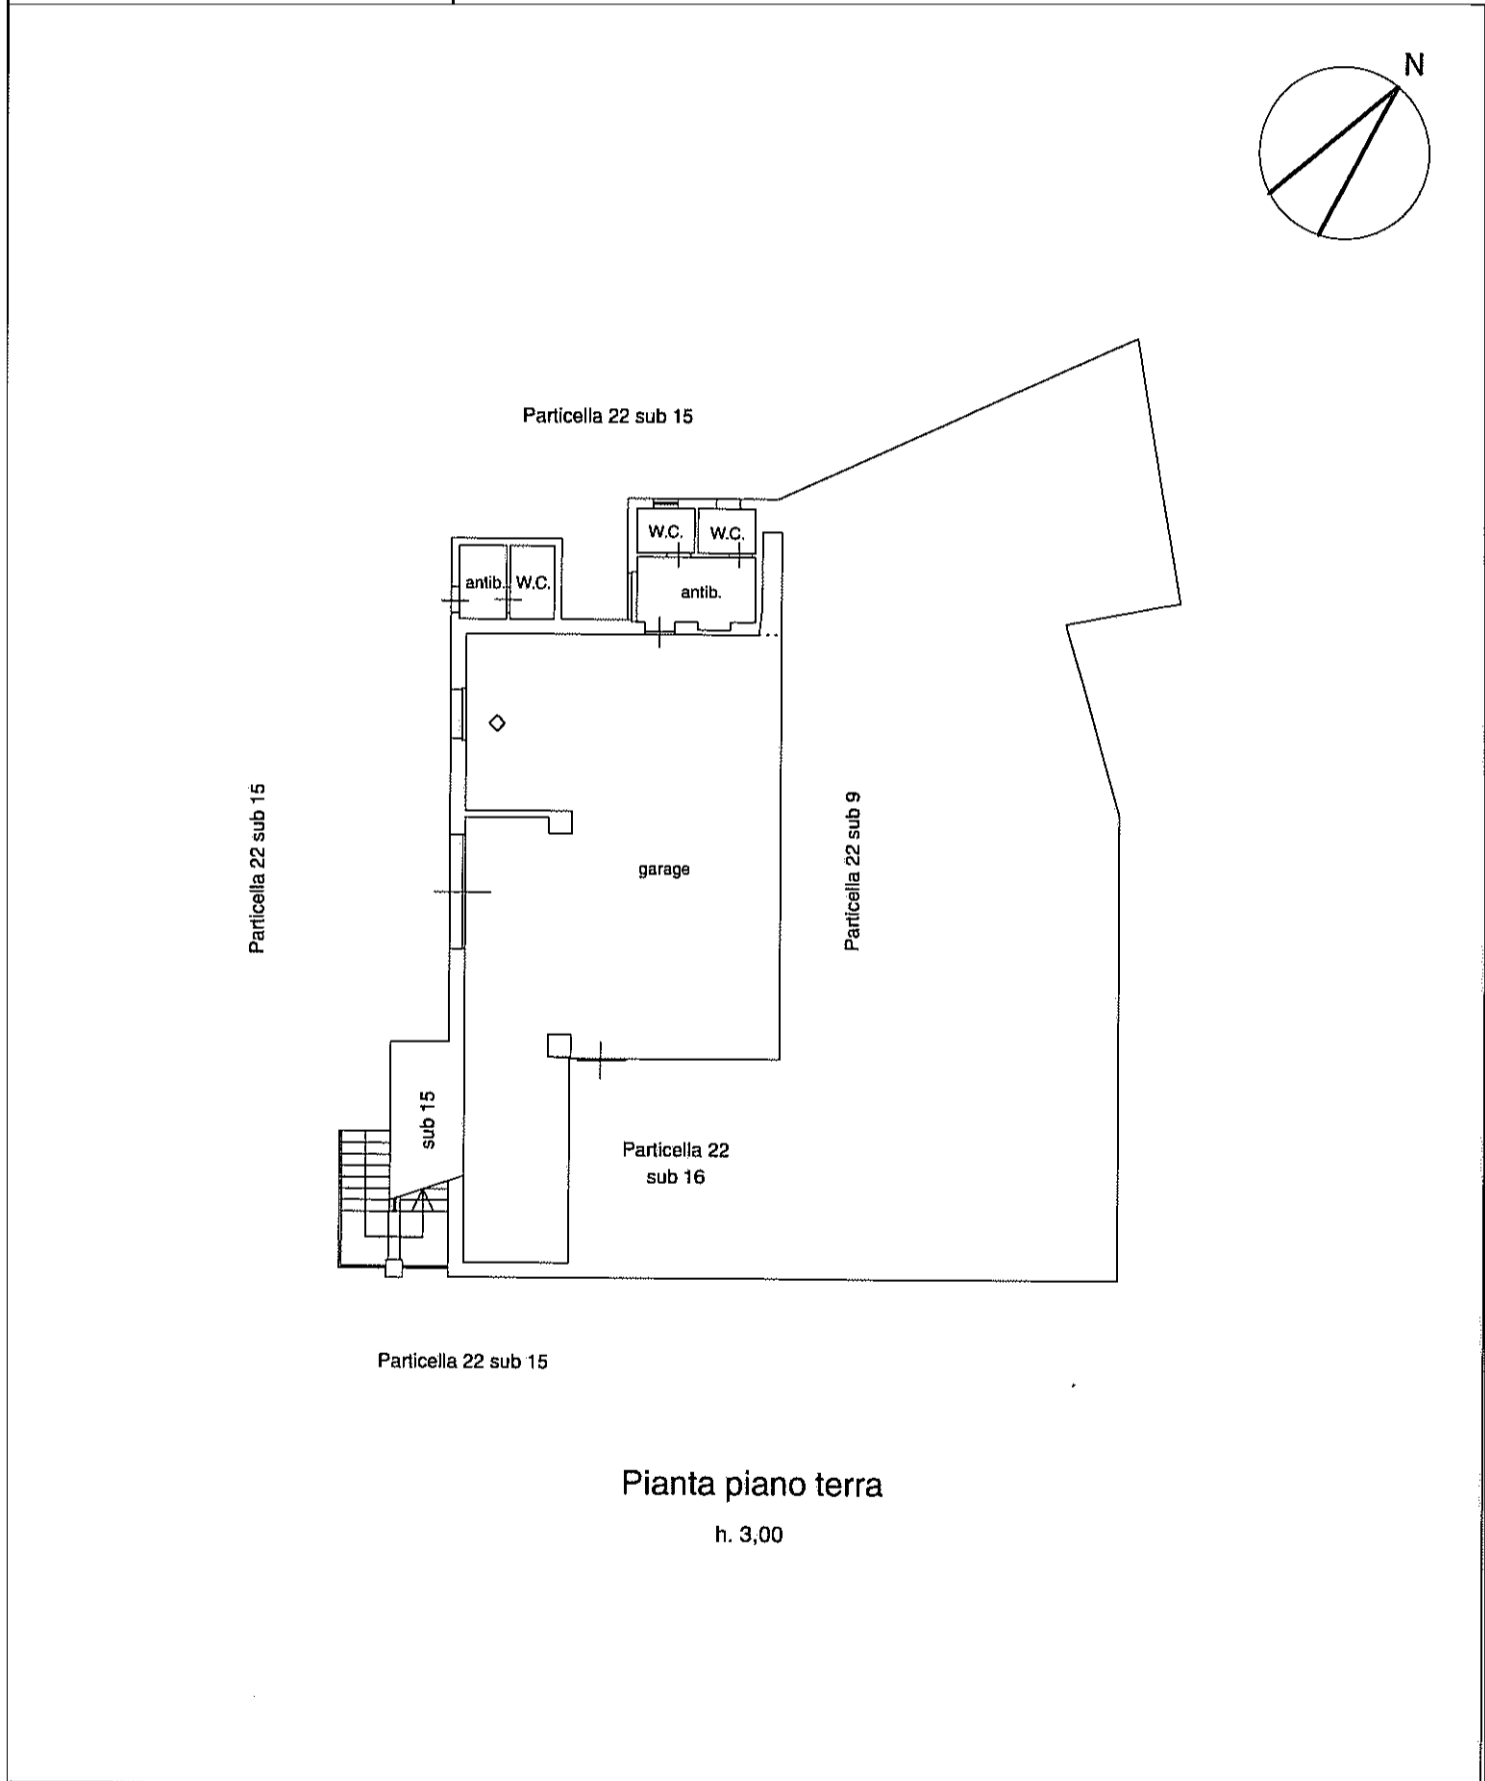 N
Particella 22 sub 15
W.C.
W.C.
antib.
W.C.
antib.
Particella 22 sub 15
garage
Particella 22 sub 9
sub 15
Particella 22
sub 16
Particella 22 sub 15
Pianta piano terra
h. 3,00